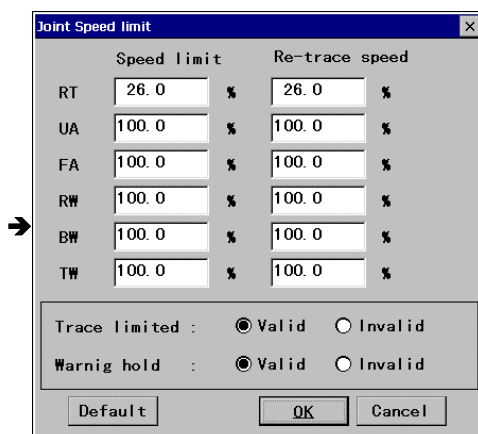 Joint Speed limit
Speed limit Re-trace speed
RT 26.0 % 26.0 %
UA 100.0 % 100.0 %
FA 100.0 % 100.0 %
RW 100.0 % 100.0 %
BW 100.0 % 100.0 %
TW 100.0 % 100.0 %
Trace limited : Valid Invalid
Warnig hold : Valid Invalid
Default OK Cancel